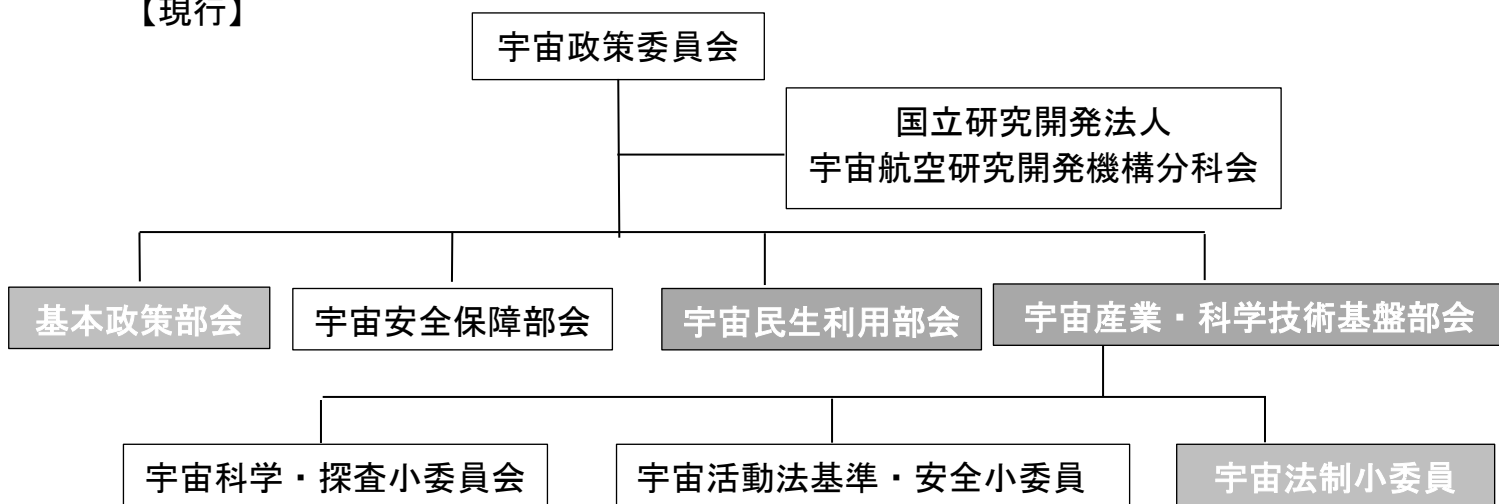 【現行】
宇宙政策委員会
国立研究開発法人
宇宙航空研究開発機構分科会
基本政策部会
宇宙安全保障部会
宇宙民生利用部会
宇宙産業・科学技術基盤部会
宇宙科学・探査小委員会
宇宙活動法基準・安全小委員
宇宙法制小委員